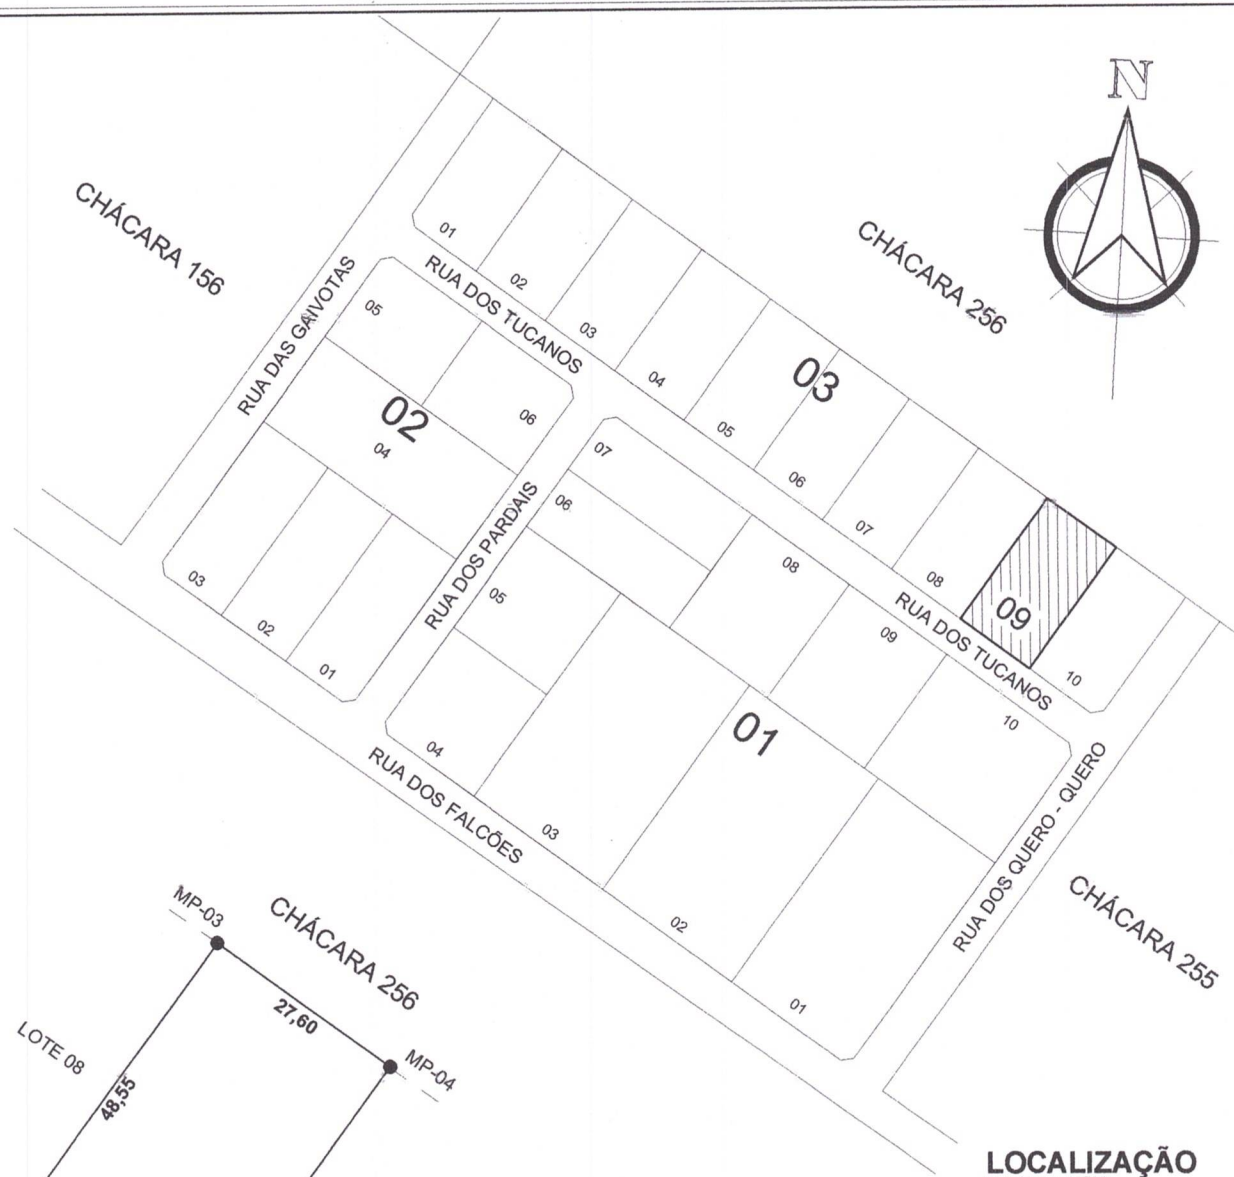 N
CHÁCARA 156
CHÁCARA 256
RUA DAS GAIVOTAS
RUA DOS TUCANOS
01
02
03
04
05
06
07
08
09
10
03
05
06
02
04
03
02
01
RUA DOS PARDAIS
07
06
05
04
08
09
10
01
03
02
01
RUA DOS TUCANOS
RUA DOS FALCÕES
RUA DOS QUERO - QUERO
CHÁCARA 255
MP-03
CHÁCARA 256
27,60
MP-04
LOTE 08
48,55
LOCALIZAÇÃO